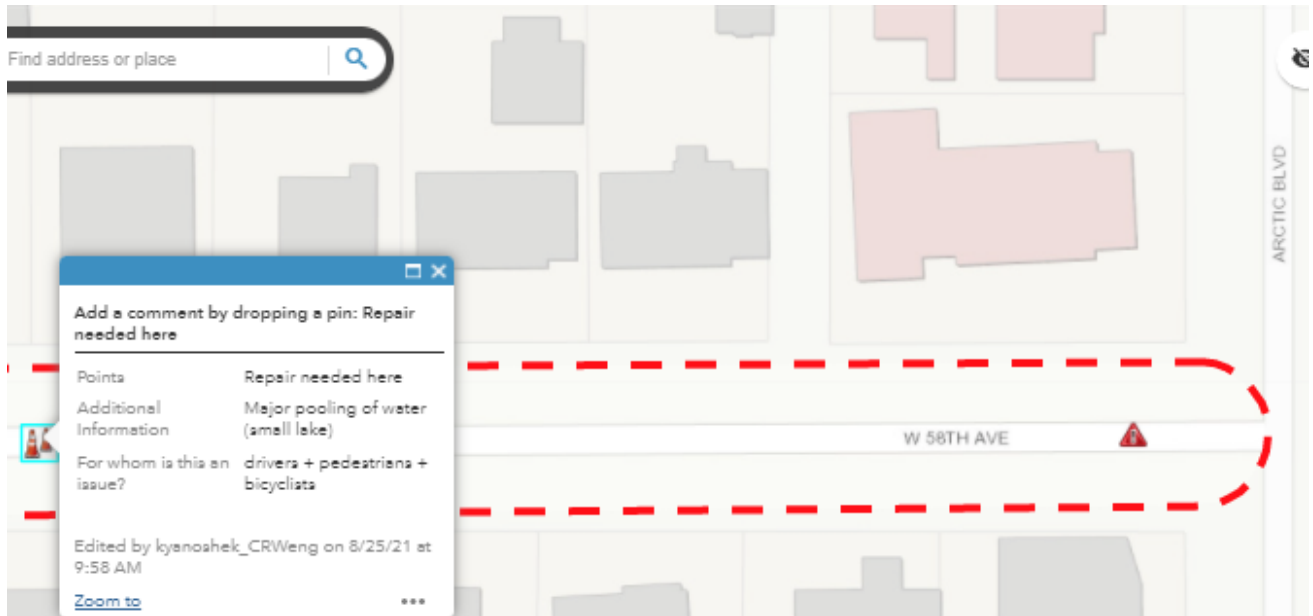 Find address or place
ARCTIC BLVD
Add a comment by dropping a pin: Repair
needed here
Points Repair needed here
Additional Information Major pooling of water (small lake)
For whom is this an issue? drivers + pedestrians + bicyclists
Edited by kyanoshek_CRWeng on 8/25/21 at
9:58 AM
Zoom to
W 58TH AVE